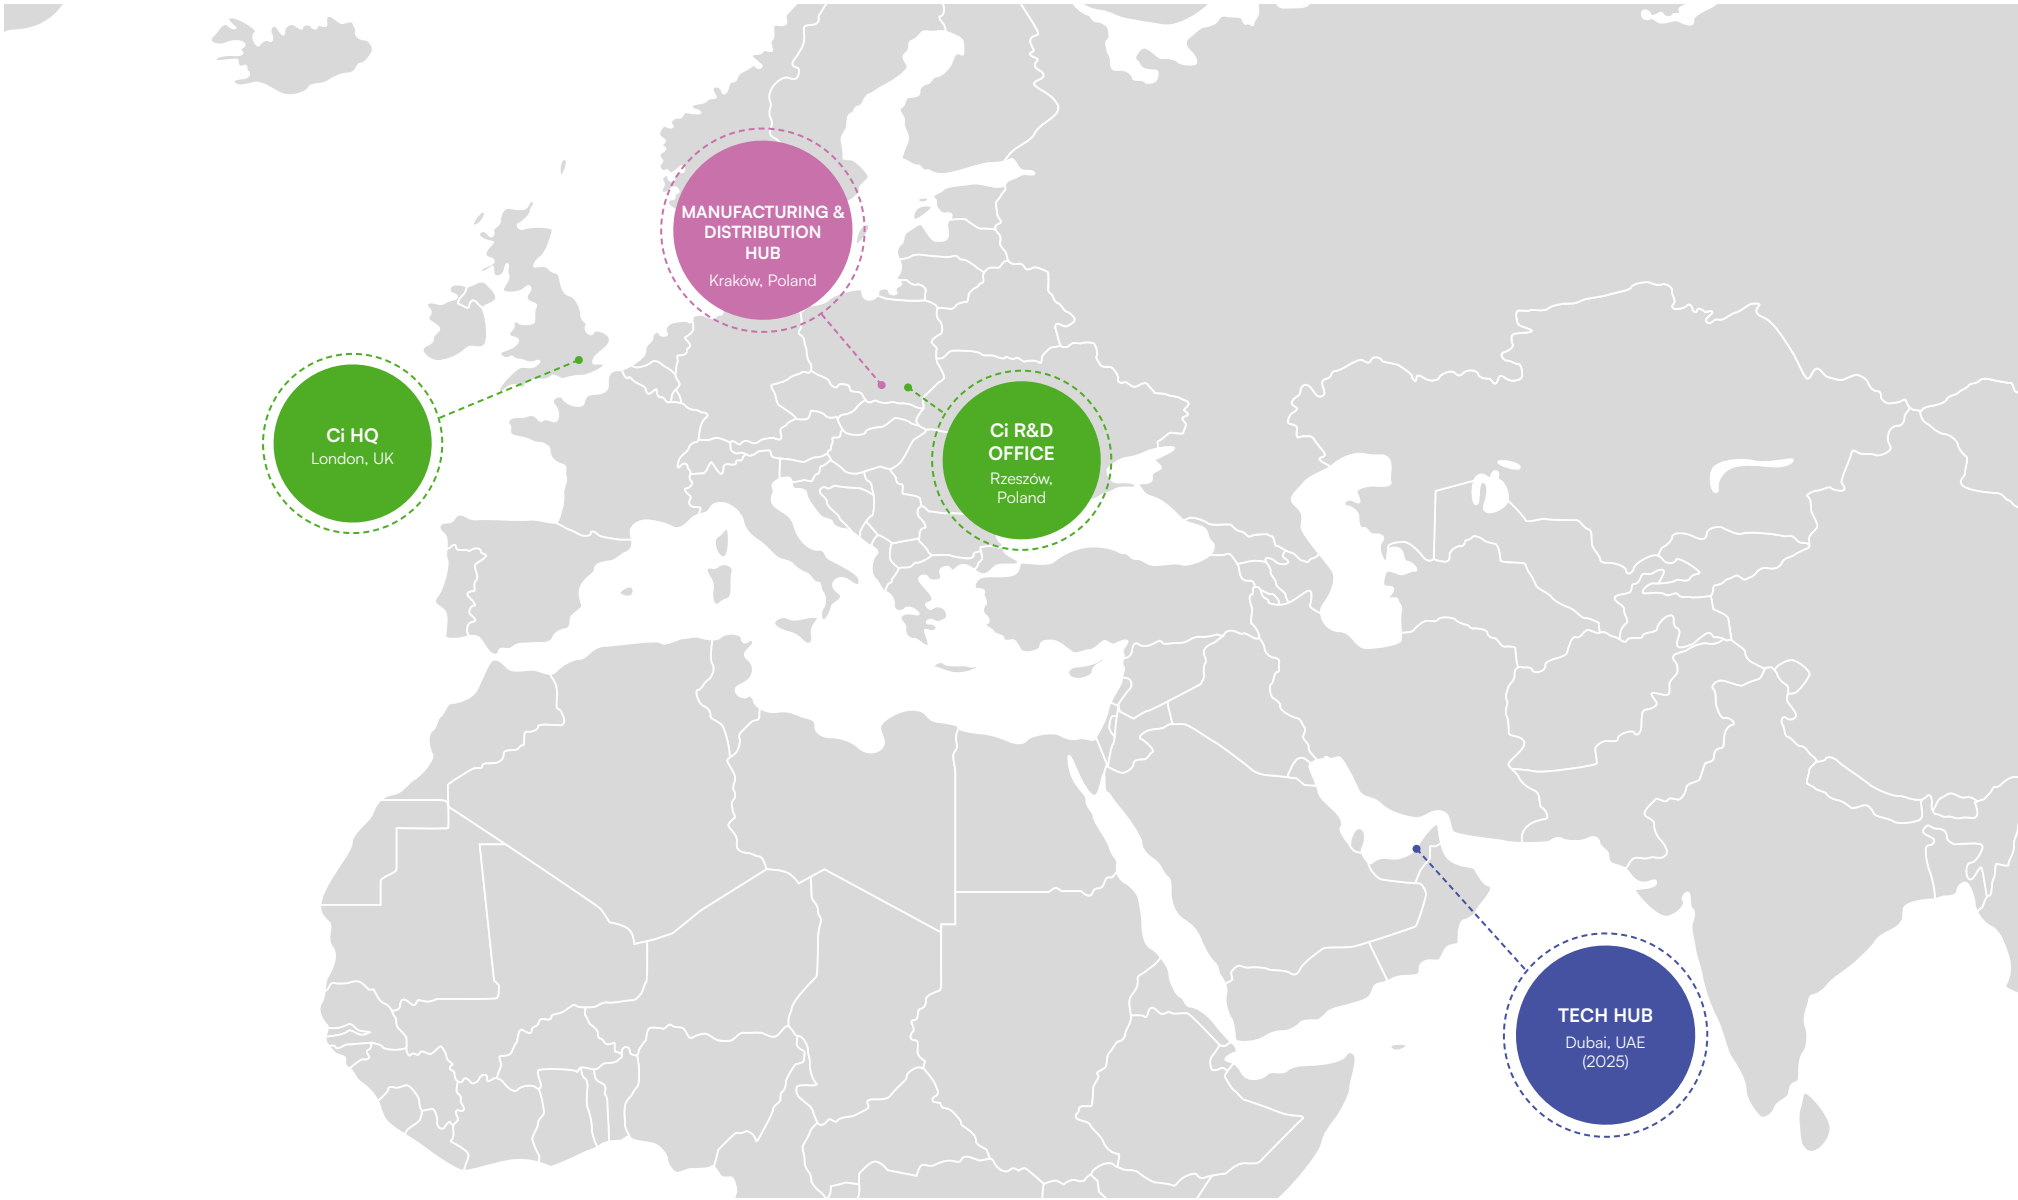 MANUFACTURING &
DISTRIBUTION
HUB
Kraków, Poland
Ci HQ
London, UK
Ci R&D
OFFICE
Rzeszów,
Poland
TECH HUB
Dubai, UAE
(2025)